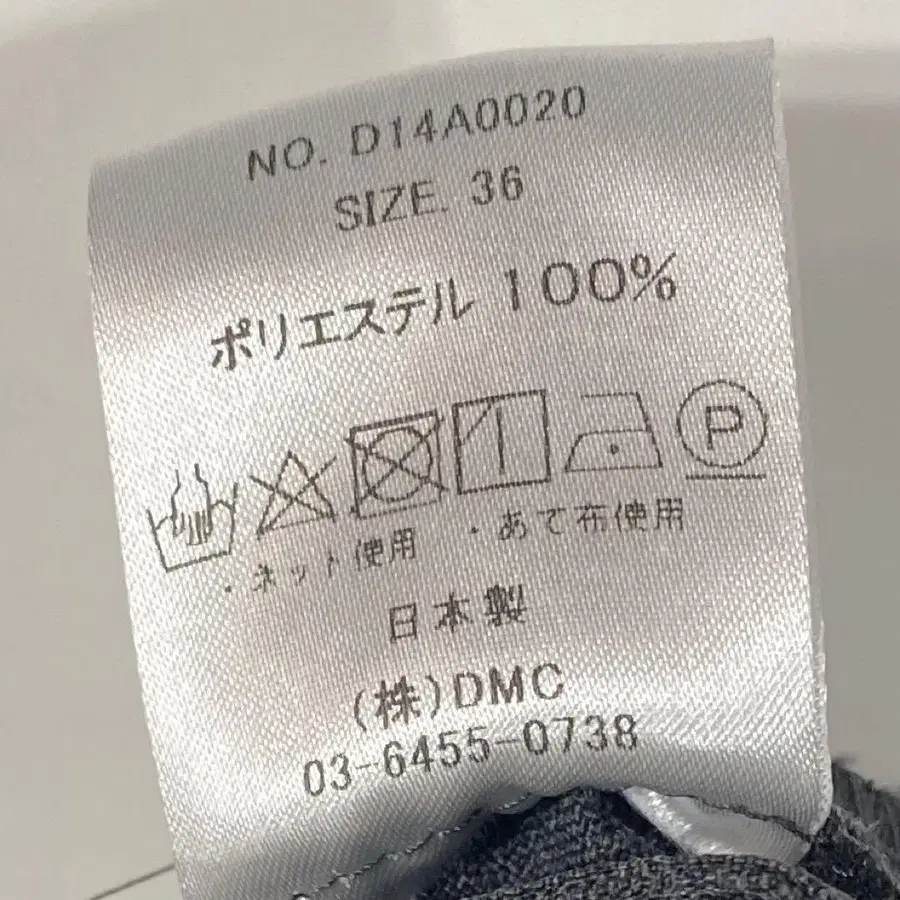 NO. D14A0020
SIZE. 36
ポリエステル 100%
P
・ネット使用 ・あて布使用
日本製
(株)DMC
03-6455-0738